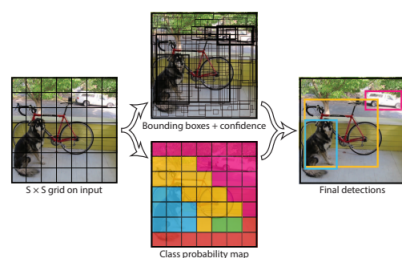 Bounding boxes + confidence
S × S grid on input
Final detections
Class probability map